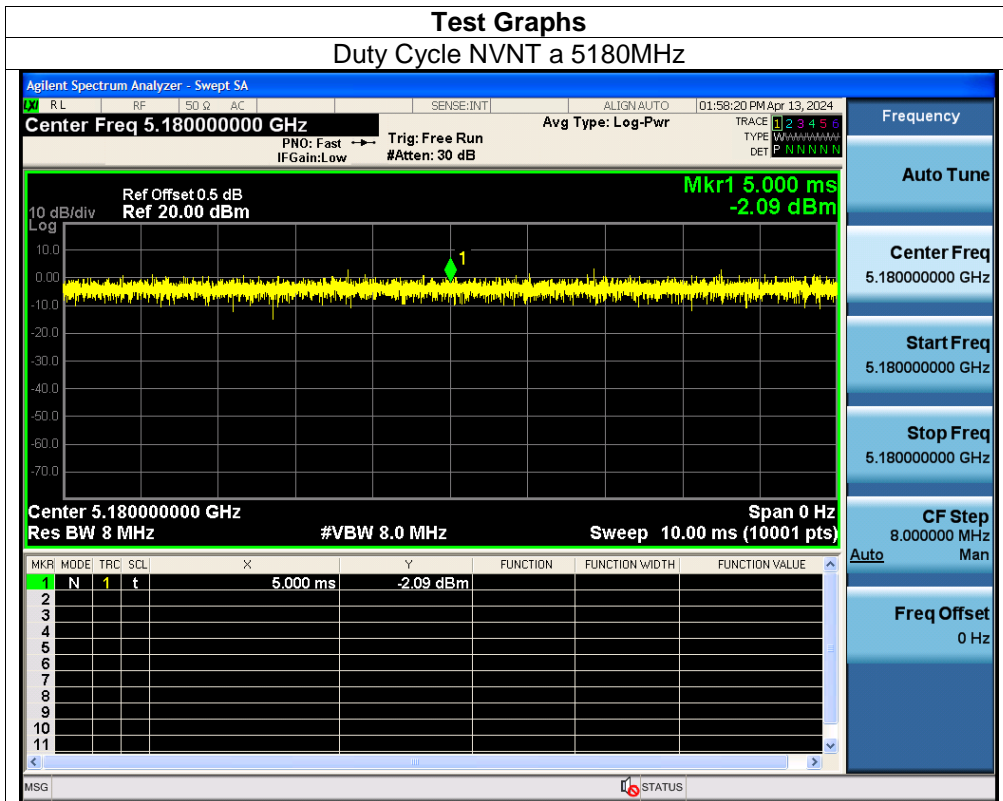 Test Graphs
Duty Cycle NVNT a 5180MHz
Agilent Spectrum Analyzer - Swept SA
LXI RL RF 50 Ω AC SENSE:INT ALIGN AUTO 01:58:20 PM Apr 13, 2024
Center Freq 5.180000000 GHz
PNO: Fast
IFGain:Low
Trig: Free Run
#Atten: 30 dB
Avg Type: Log-Pwr
TRACE 1 2 3 4 5 6
TYPE WWWWWW
DET P N N N N N
Ref Offset 0.5 dB
10 dB/div Ref 20.00 dBm
Log
Mkr1 5.000 ms
-2.09 dBm
10.0
0.00
-10.0
-20.0
-30.0
-40.0
-50.0
-60.0
-70.0
1
Center 5.180000000 GHz Span 0 Hz
Res BW 8 MHz #VBW 8.0 MHz Sweep 10.00 ms (10001 pts)
MKR MODE TRC SCL X Y FUNCTION FUNCTION WIDTH FUNCTION VALUE
1 N 1 t 5.000 ms -2.09 dBm
2
3
4
5
6
7
8
9
10
11
MSG STATUS
Frequency
Auto Tune
Center Freq
5.180000000 GHz
Start Freq
5.180000000 GHz
Stop Freq
5.180000000 GHz
CF Step
8.000000 MHz
Auto Man
Freq Offset
0 Hz